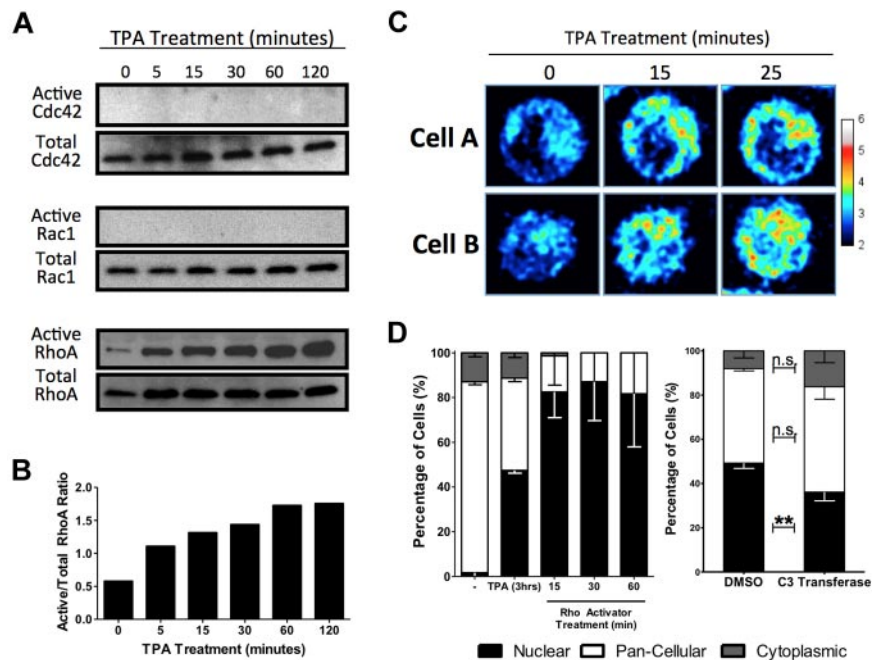 A
TPA Treatment (minutes)
0 5 15 30 60 120
Active
Cdc42
Total
Cdc42
Active
Rac1
Total
Rac1
Active
RhoA
Total
RhoA
B
Active/Total RhoA Ratio
2.0
1.5
1.0
0.5
0.0
0 5 15 30 60 120
TPA Treatment (minutes)
C
TPA Treatment (minutes)
0 15 25
Cell A
Cell B
6
5
4
3
2
D
Percentage of Cells (%)
100
80
60
40
20
0
- TPA (3hrs) 15 30 60
Rho Activator
Treatment (min)
Percentage of Cells (%)
100
80
60
40
20
0
n.s.
n.s.
**
DMSO C3 Transferase
Nuclear Pan-Cellular Cytoplasmic